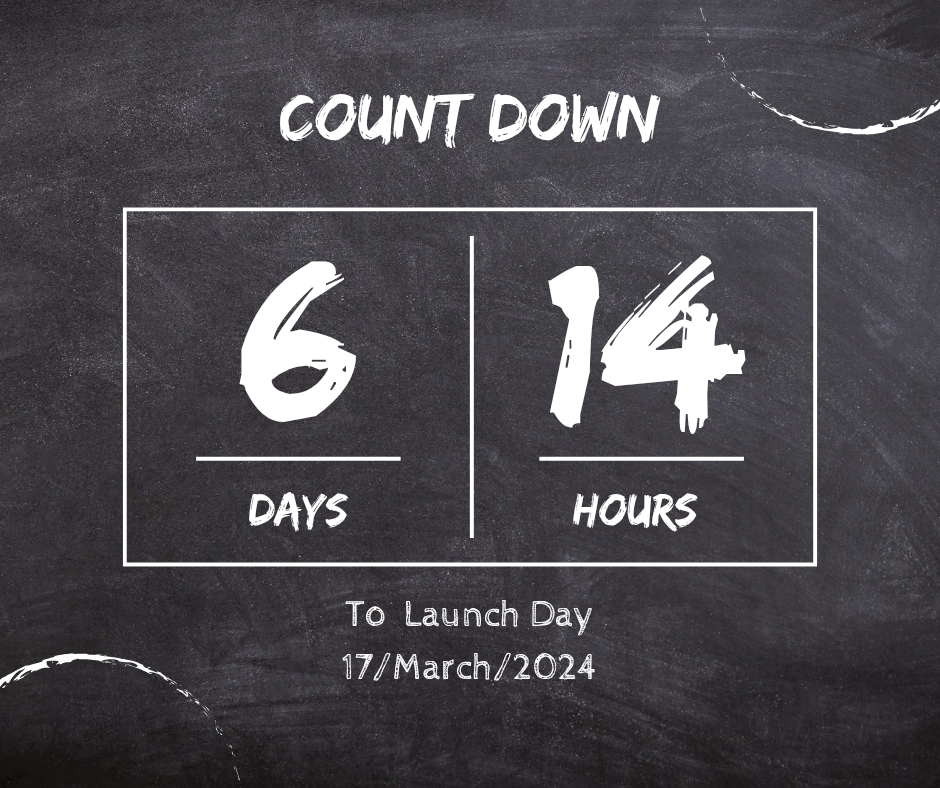 COUNT DOWN
6 14
DAYS HOURS
To Launch Day
17/March/2024